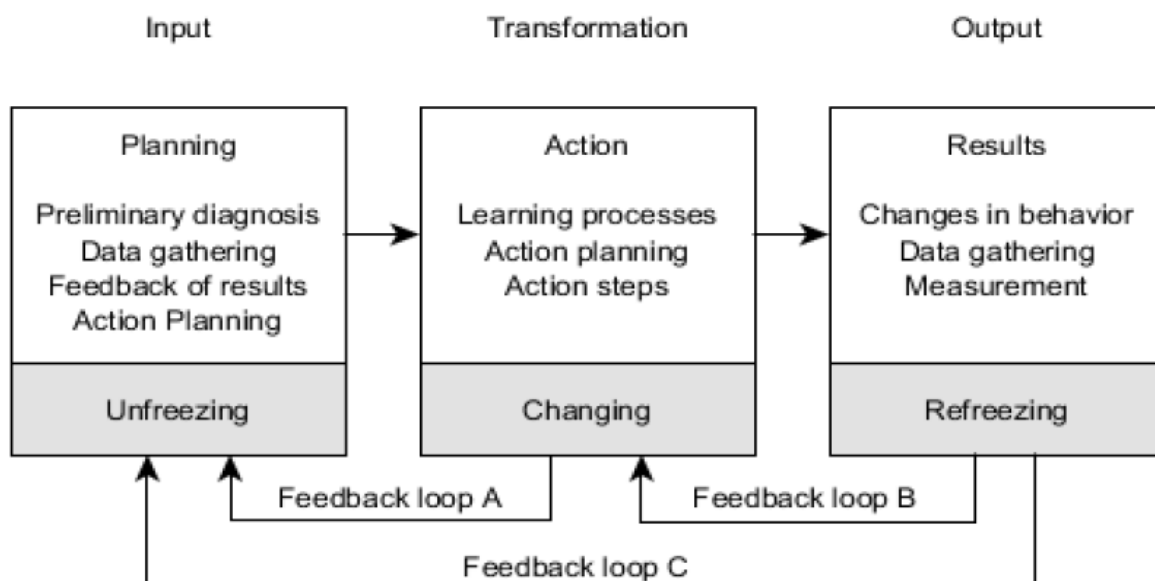 Input
Transformation
Output
Planning
Preliminary diagnosis
Data gathering
Feedback of results
Action Planning
Unfreezing
Action
Learning processes
Action planning
Action steps
Changing
Results
Changes in behavior
Data gathering
Measurement
Refreezing
Feedback loop A
Feedback loop B
Feedback loop C